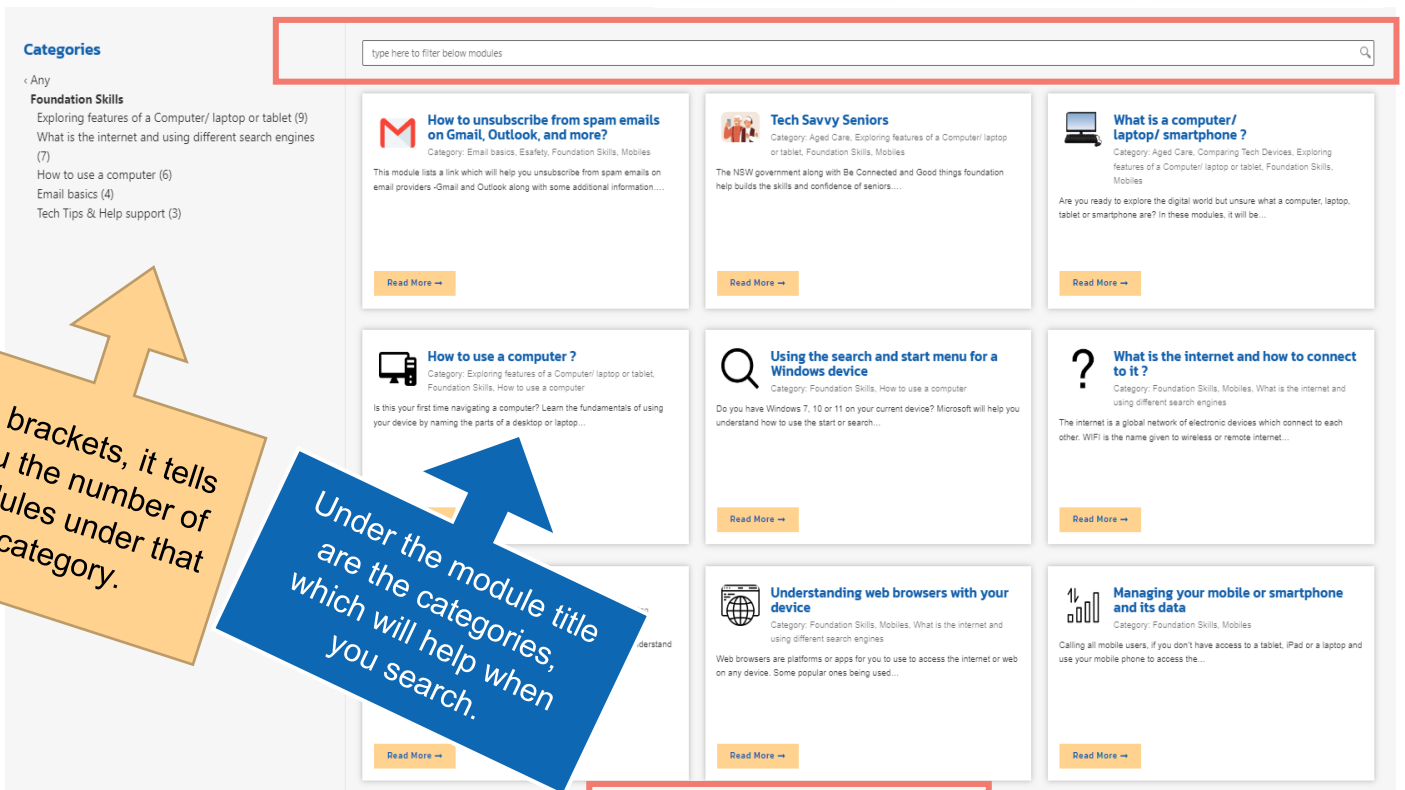 Categories
‹ Any
Foundation Skills
Exploring features of a Computer/ laptop or tablet (9)
What is the internet and using different search engines
(7)
How to use a computer (6)
Email basics (4)
Tech Tips & Help support (3)
brackets, it tells
the number of
under that
category.
type here to filter below modules
How to unsubscribe from spam emails
on Gmail, Outlook, and more?
Category: Email basics, Esafety, Foundation Skills, Mobiles
This module lists a link which will help you unsubscribe from spam emails on
email providers -Gmail and Outlook along with some additional information....
Read More →
Tech Savvy Seniors
Category: Aged Care, Exploring features of a Computer/ laptop
or tablet, Foundation Skills, Mobiles
The NSW government along with Be Connected and Good things foundation
help builds the skills and confidence of seniors....
Read More →
What is a computer/
laptop/ smartphone ?
Category: Aged Care, Comparing Tech Devices, Exploring
features of a Computer/ laptop or tablet, Foundation Skills,
Mobiles
Are you ready to explore the digital world but unsure what a computer, laptop,
tablet or smartphone are? In these modules, it will be...
Read More →
How to use a computer ?
Category: Exploring features of a Computer/ laptop or tablet,
Foundation Skills, How to use a computer
Is this your first time navigating a computer? Learn the fundamentals of using
your device by naming the parts of a desktop or laptop...
Using the search and start menu for a
Windows device
Category: Foundation Skills, How to use a computer
Do you have Windows 7, 10 or 11 on your current device? Microsoft will help you
understand how to use the start or search...
Read More →
What is the internet and how to connect
to it ?
Category: Foundation Skills, Mobiles, What is the internet and
using different search engines
The internet is a global network of electronic devices which connect to each
other. WIFI is the name given to wireless or remote internet...
Read More →
Under the module title
are the categories,
which will help when
you search.
Read More →
Understanding web browsers with your
device
Category: Foundation Skills, Mobiles, What is the internet and
using different search engines
Web browsers are platforms or apps for you to use to access the internet or web
on any device. Some popular ones being used...
Read More →
Managing your mobile or smartphone
and its data
Category: Foundation Skills, Mobiles
Calling all mobile users, if you don't have access to a tablet, iPad or a laptop and
use your mobile phone to access the...
Read More →